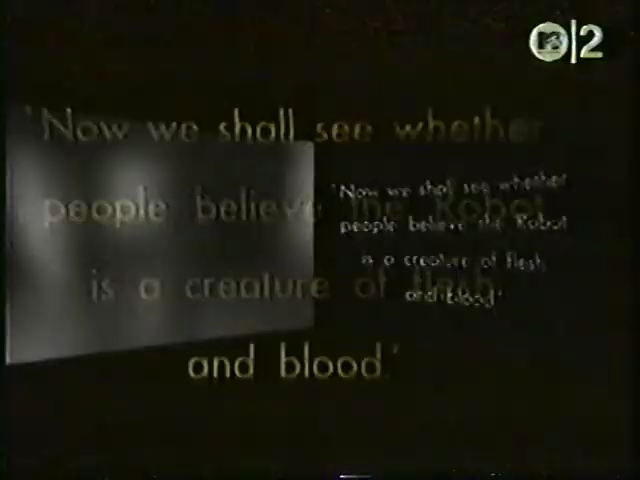 MTV 2
'Now we shall see whether
people believe the Robot
is a creature of flesh
and blood.'
'Now we shall see whether
people believe the Robot
is a creature of flesh
and blood'